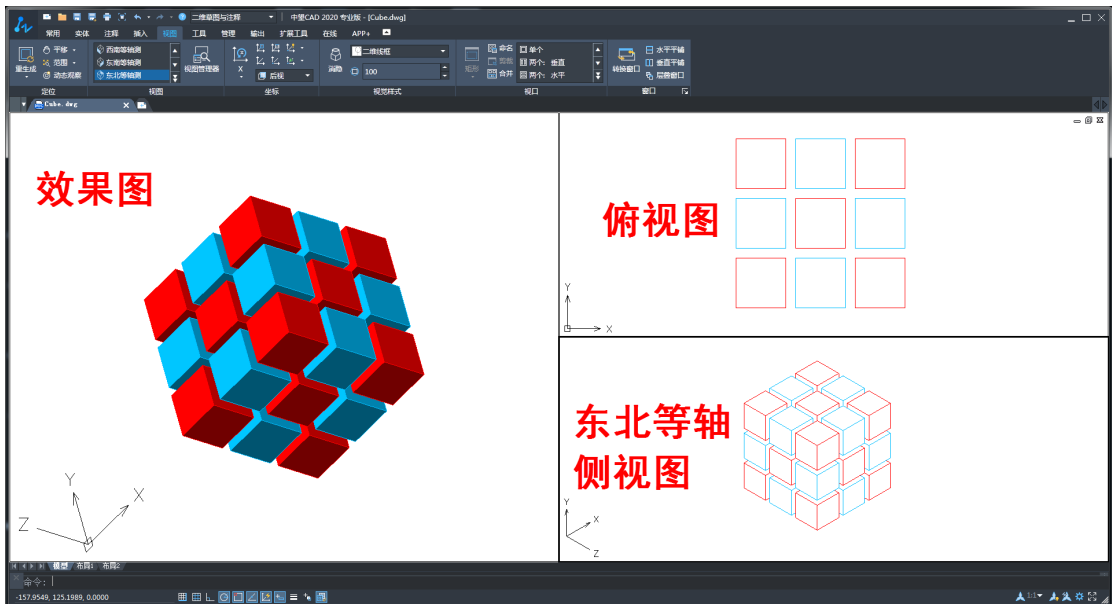 二维草图与注释
中望CAD 2020 专业版 - [Cube.dwg]
常用 实体 注释 插入 视图 工具 管理 输出 扩展工具 在线 APP+
重生成
平移
范围
动态观察
定位
西南等轴测
东南等轴测
东北等轴测
视图管理器
视图
X
后视
坐标
消隐
二维线框
100
视觉样式
矩形
命名
剪裁
合并
单个
两个: 垂直
两个: 水平
视口
转换窗口
水平平铺
垂直平铺
层叠窗口
窗口
Cube.dwg
效果图
Y
X
Z
俯视图
Y
X
东北等轴
侧视图
Y
X
Z
模型 布局1 布局2
命令:
-157.9549, 125.1989, 0.0000
1:1